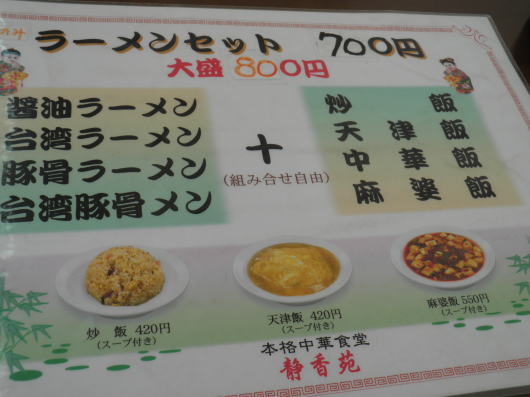 ラーメンセット 700円
大盛 800円
醤油ラーメン
台湾ラーメン
豚骨ラーメン
台湾豚骨メン
＋
(組み合せ自由)
炒飯
天津飯
中華飯
麻婆飯
炒飯 420円
(スープ付き)
天津飯 420円
(スープ付き)
麻婆飯 550円
(スープ付き)
本格中華食堂
静香苑